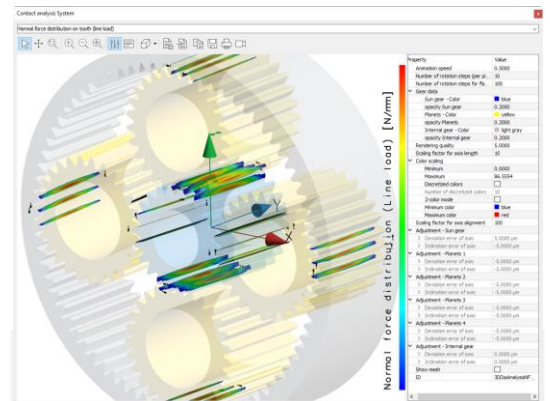 Contact analysis System
Normal force distribution on tooth (line load)
Normal force distribution (Line load) [N/mm]
Y
X
Property Value
Animation speed 0.5000
Number of rotation steps (per p... 10
Number of rotation steps for fla... 100
Gear data
Sun gear - Color blue
opacity Sun gear 0.2000
Planets - Color yellow
opacity Planets 0.2000
Internal gear - Color light gray
opacity Internal gear 0.2000
Rendering quality 5.0000
Scaling factor for axis length 10
Color scaling
Minimum 0.0000
Maximum 86.5554
Discretized colors
Number of discretized colors 10
2-color mode
Minimum color blue
Maximum color red
Scaling factor for axis alignment 100
Adjustment - Sun gear
Deviation error of axis 5.0000 µm
Inclination error of axis -5.0000 µm
Adjustment - Planets 1
Deviation error of axis -5.0000 µm
Inclination error of axis -5.0000 µm
Adjustment - Planets 2
Deviation error of axis -5.0000 µm
Inclination error of axis -5.0000 µm
Adjustment - Planets 3
Deviation error of axis -5.0000 µm
Inclination error of axis -5.0000 µm
Adjustment - Planets 4
Deviation error of axis -5.0000 µm
Inclination error of axis -5.0000 µm
Adjustment - Internal gear
Deviation error of axis 0.0000 µm
Inclination error of axis 0.0000 µm
Show mesh
ID